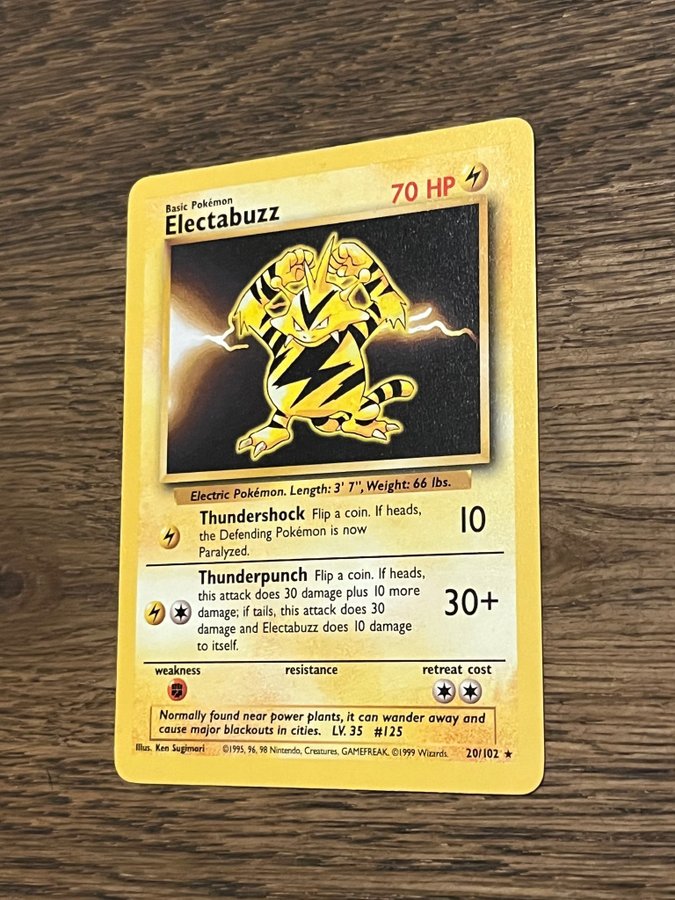 Basic Pokémon
Electabuzz
70 HP
Electric Pokémon. Length: 3' 7", Weight: 66 lbs.
Thundershock Flip a coin. If heads,
the Defending Pokémon is now
Paralyzed.
10
Thunderpunch Flip a coin. If heads,
this attack does 30 damage plus 10 more
damage; if tails, this attack does 30
damage and Electabuzz does 10 damage
to itself.
30+
weakness resistance retreat cost
Normally found near power plants, it can wander away and
cause major blackouts in cities. LV. 35 #125
Illus. Ken Sugimori ©1995, 96, 98 Nintendo, Creatures, GAMEFREAK. ©1999 Wizards. 20/102 ★